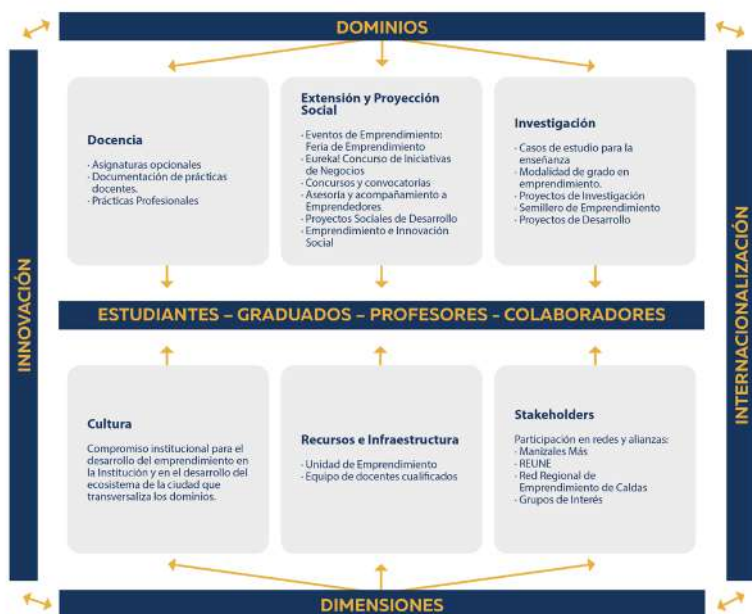 DOMINIOS
INNOVACIÓN
INTERNACIONALIZACIÓN
Docencia
· Asignaturas opcionales
· Documentación de prácticas
docentes.
· Prácticas Profesionales
Extensión y Proyección
Social
· Eventos de Emprendimiento:
Feria de Emprendimiento
· Eureka! Concurso de Iniciativas
de Negocios
· Concursos y convocatorias
· Asesoría y acompañamiento a
Emprendedores
· Proyectos Sociales de Desarrollo
· Emprendimiento e Innovación
Social
Investigación
· Casos de estudio para la
enseñanza
· Modalidad de grado en
emprendimiento.
· Proyectos de Investigación
· Semillero de Emprendimiento
· Proyectos de Desarrollo
ESTUDIANTES – GRADUADOS – PROFESORES - COLABORADORES
Cultura
Compromiso institucional para el
desarrollo del emprendimiento en
la Institución y en el desarrollo del
ecosistema de la ciudad que
transversaliza los dominios.
Recursos e Infraestructura
· Unidad de Emprendimiento
· Equipo de docentes cualificados
Stakeholders
Participación en redes y alianzas:
· Manizales Más
· REUNE
· Red Regional de
Emprendimiento de Caldas
· Grupos de Interés
DIMENSIONES